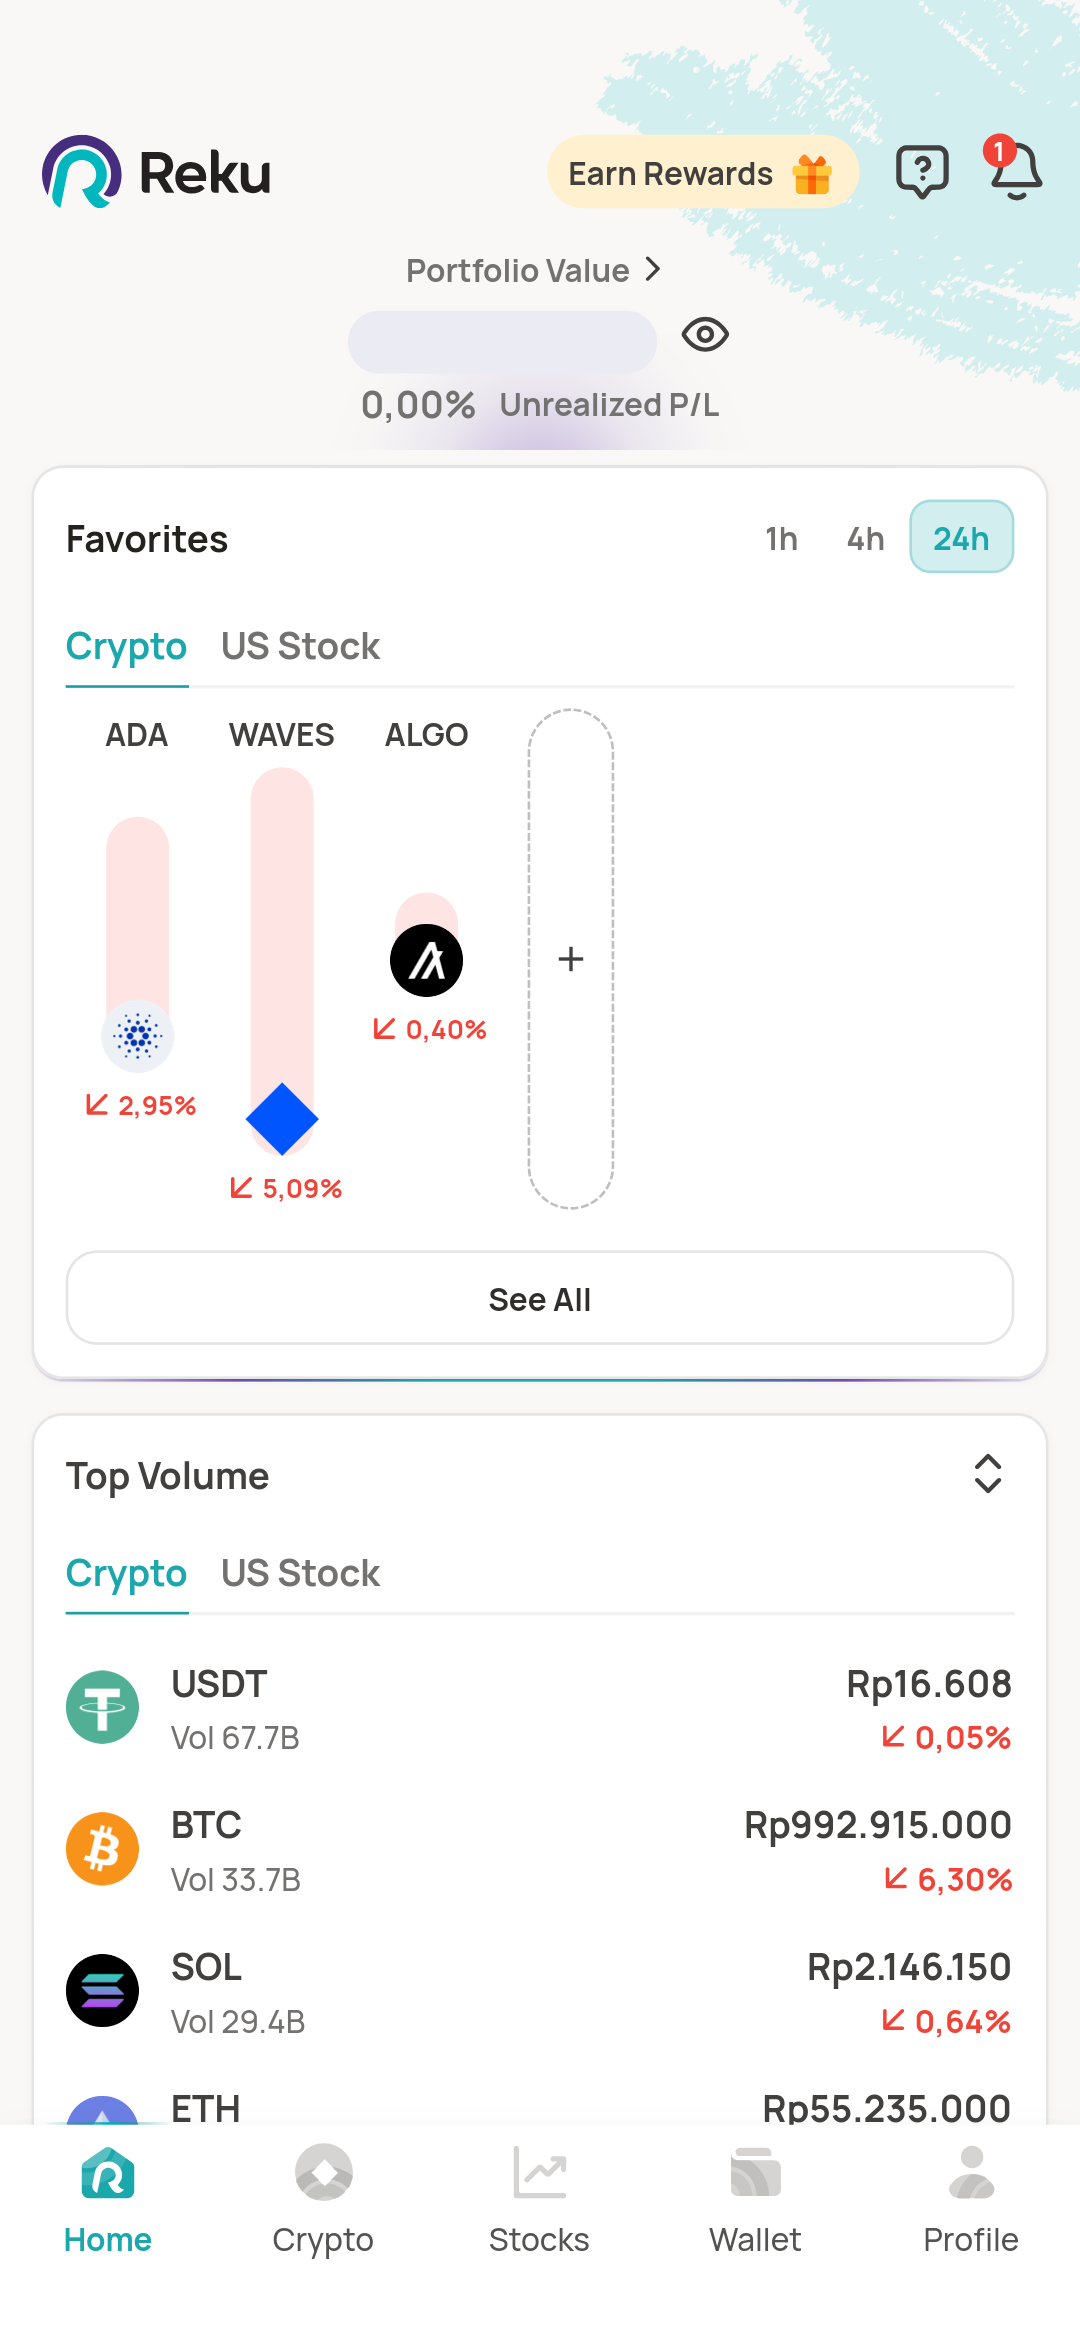 Reku
Earn Rewards
1
Portfolio Value
0,00% Unrealized P/L
Favorites
1h 4h 24h
Crypto US Stock
ADA WAVES ALGO
+
0,40%
2,95%
5,09%
See All
Top Volume
Crypto US Stock
USDT Rp16.608
Vol 67.7B 0,05%
BTC Rp992.915.000
Vol 33.7B 6,30%
SOL Rp2.146.150
Vol 29.4B 0,64%
ETH Rp55.235.000
Home Crypto Stocks Wallet Profile